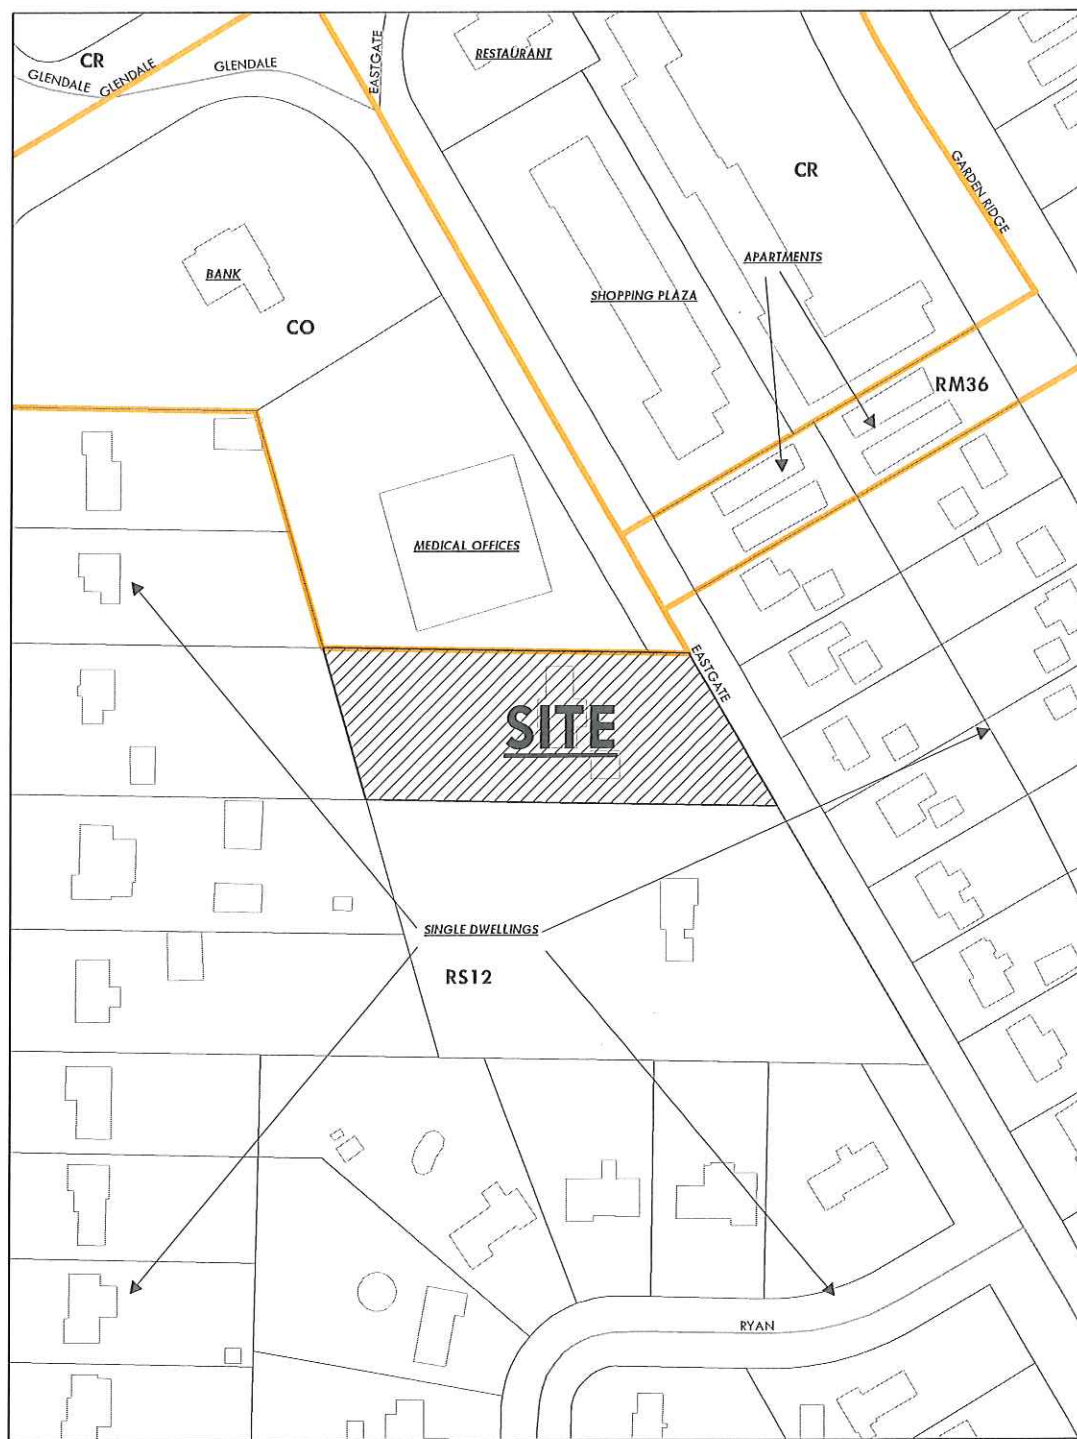 RESTAURANT
CR
GLENDALE
GLENDALE
GLENDALE
EASTGATE
CR
GARDEN RIDGE
BANK
APARTMENTS
SHOPPING PLAZA
CO
RM36
MEDICAL OFFICES
EASTGATE
SITE
SINGLE DWELLINGS
RS12
RYAN